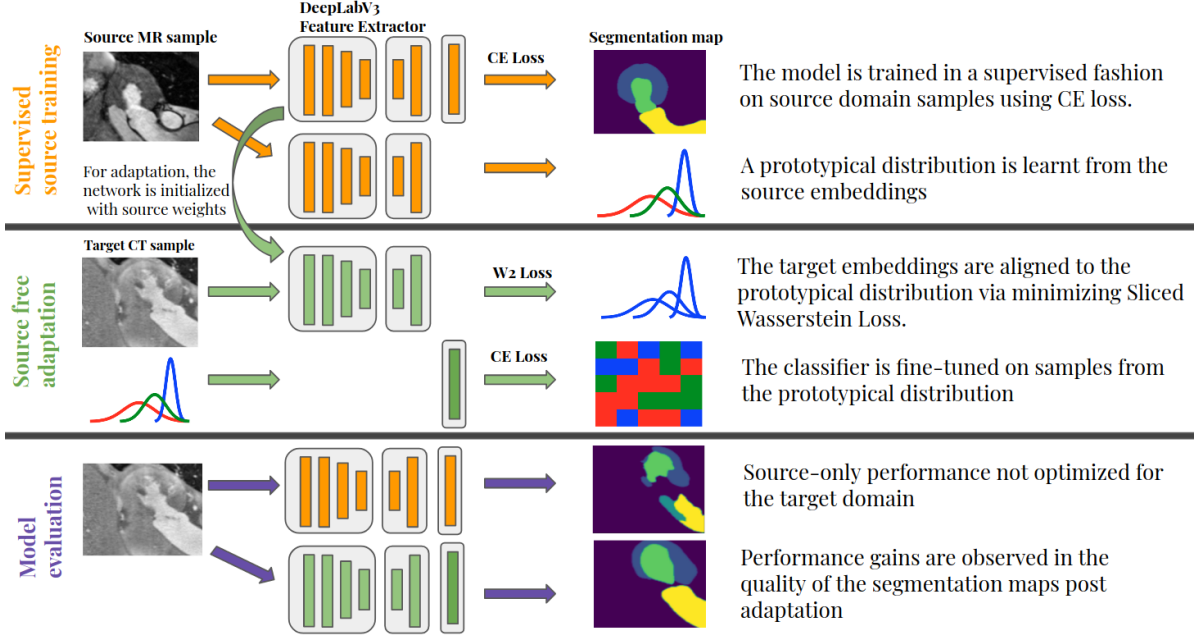 DeepLabV3
Feature Extractor
Source MR sample
CE Loss
Segmentation map
Supervised
source training
The model is trained in a supervised fashion
on source domain samples using CE loss.
For adaptation, the
network is initialized
with source weights
A prototypical distribution is learnt from the
source embeddings
Source free
adaptation
Target CT sample
W2 Loss
The target embeddings are aligned to the
prototypical distribution via minimizing Sliced
Wasserstein Loss.
CE Loss
The classifier is fine-tuned on samples from
the prototypical distribution
Model
evaluation
Source-only performance not optimized for
the target domain
Performance gains are observed in the
quality of the segmentation maps post
adaptation